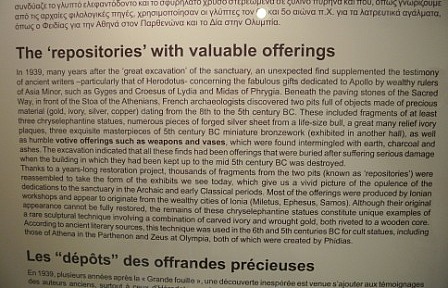 συνδύαζε το γλυπτό ελεφαντόδοντο και το σφυρήλατο χρυσό στερεωμένα σε ξύλινο πυρήνα και που, όπως γνωρίζουμε
από τις αρχαίες φιλολογικές πηγές, χρησιμοποίησαν οι γλύπτες τον και 5ο αιώνα π.Χ. για τα λατρευτικά αγάλματα,
όπως ο Φειδίας για την Αθηνά στον Παρθενώνα και το Δία στην Ολυμπία.
The 'repositories' with valuable offerings
In 1939, many years after the 'great excavation' of the sanctuary, an unexpected find supplemented the testimony
of ancient writers –particularly that of Herodotus- concerning the fabulous gifts dedicated to Apollo by wealthy rulers
of Asia Minor, such as Gyges and Croesus of Lydia and Midas of Phrygia. Beneath the paving stones of the Sacred
Way, in front of the Stoa of the Athenians, French archaeologists discovered two pits full of objects made of precious
material (gold, ivory, silver, copper) dating from the 8th to the 5th century BC. These included fragments of at least
three chryselephantine statues, numerous pieces of forged silver sheet from a life-size bull, a great many relief ivory
plaques, three exquisite masterpieces of 5th century BC miniature bronzework (exhibited in another hall), as well
as humble votive offerings such as weapons and vases, which were found intermingled with earth, charcoal and
ashes. The excavation indicated that all these finds had been offerings that were buried after suffering serious damage
when the building in which they had been kept up to the mid 5th century BC was destroyed.
Thanks to a years-long restoration project, thousands of fragments from the two pits (known as 'repositories') were
reassembled to take the form of the exhibits we see today, which give us a vivid picture of the opulence of the
dedications to the sanctuary in the Archaic and early Classical periods. Most of the offerings were produced by Ionian
workshops and appear to originate from the wealthy cities of Ionia (Miletus, Ephesus, Samos). Although their original
appearance cannot be fully restored, the remains of these chryselephantine statues constitute unique examples of
a rare sculptural technique involving a combination of carved ivory and wrought gold, both riveted to a wooden core.
According to ancient literary sources, this technique was used in the 6th and 5th centuries BC for cult statues, including
those of Athena in the Parthenon and Zeus at Olympia, both of which were created by Phidias.
Les "dépôts" des offrandes précieuses
En 1939, plusieurs années après la « Grande fouille », une découverte inespérée est venue s'ajouter aux témoignages
des auteurs anciens, surtout